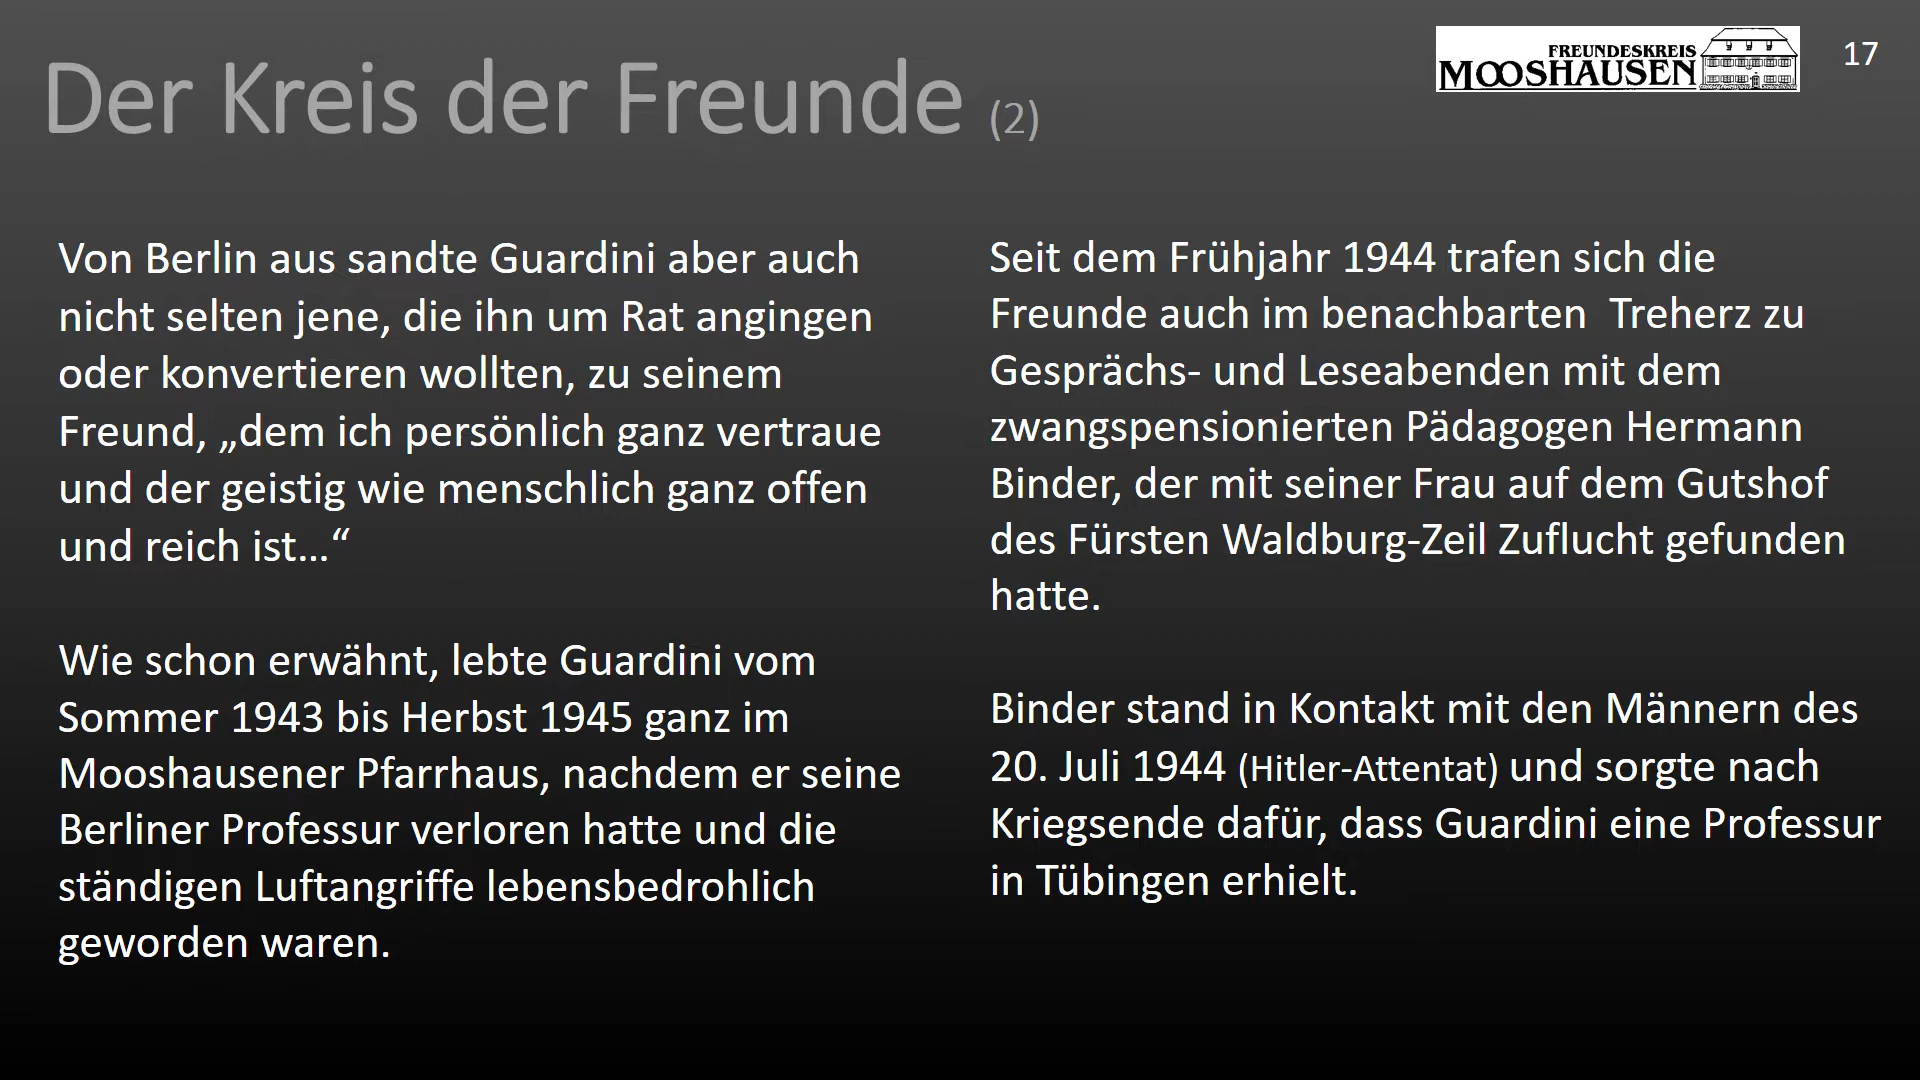 Der Kreis der Freunde (2)
FREUNDESKREIS
MOOSHAUSEN
17
Von Berlin aus sandte Guardini aber auch
nicht selten jene, die ihn um Rat angingen
oder konvertieren wollten, zu seinem
Freund, „dem ich persönlich ganz vertraue
und der geistig wie menschlich ganz offen
und reich ist…“
Wie schon erwähnt, lebte Guardini vom
Sommer 1943 bis Herbst 1945 ganz im
Mooshausener Pfarrhaus, nachdem er seine
Berliner Professur verloren hatte und die
ständigen Luftangriffe lebensbedrohlich
geworden waren.
Seit dem Frühjahr 1944 trafen sich die
Freunde auch im benachbarten  Treherz zu
Gesprächs- und Leseabenden mit dem
zwangspensionierten Pädagogen Hermann
Binder, der mit seiner Frau auf dem Gutshof
des Fürsten Waldburg-Zeil Zuflucht gefunden
hatte.
Binder stand in Kontakt mit den Männern des
20. Juli 1944 (Hitler-Attentat) und sorgte nach
Kriegsende dafür, dass Guardini eine Professur
in Tübingen erhielt.